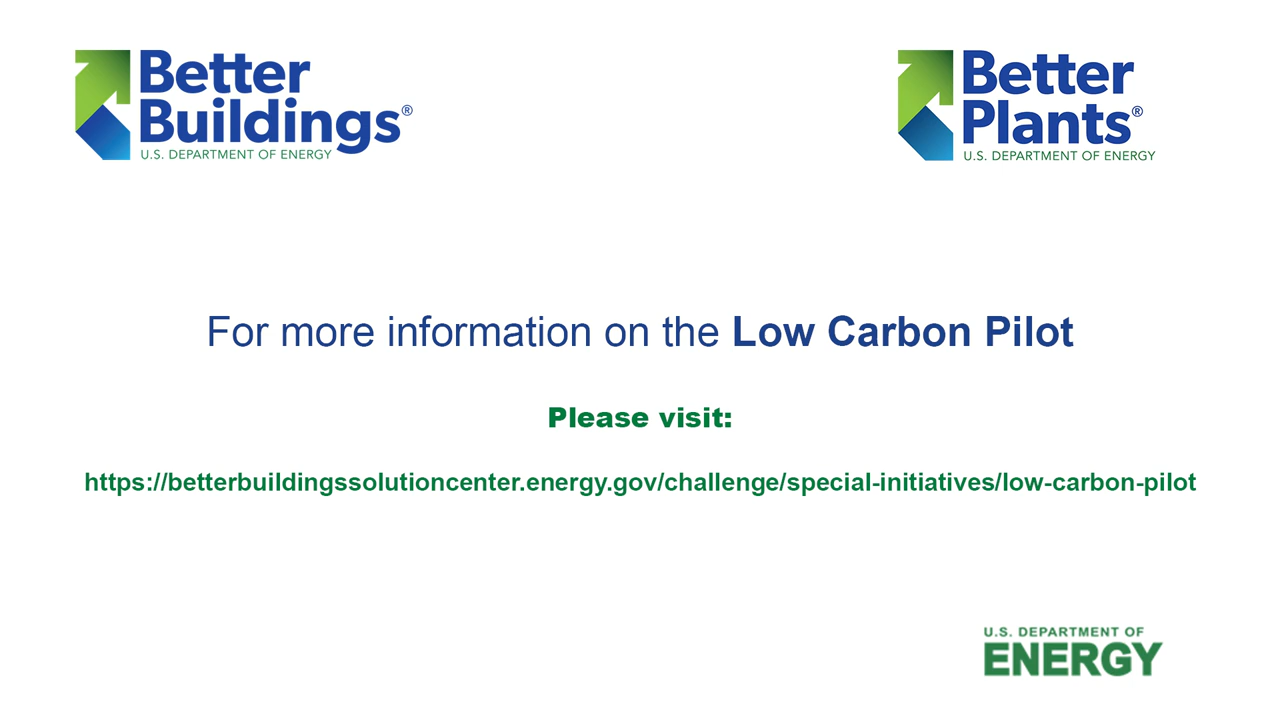 Better
Buildings®
U.S. DEPARTMENT OF ENERGY
Better
Plants®
U.S. DEPARTMENT OF ENERGY
For more information on the Low Carbon Pilot
Please visit:
https://betterbuildingssolutioncenter.energy.gov/challenge/special-initiatives/low-carbon-pilot
U.S. DEPARTMENT OF
ENERGY